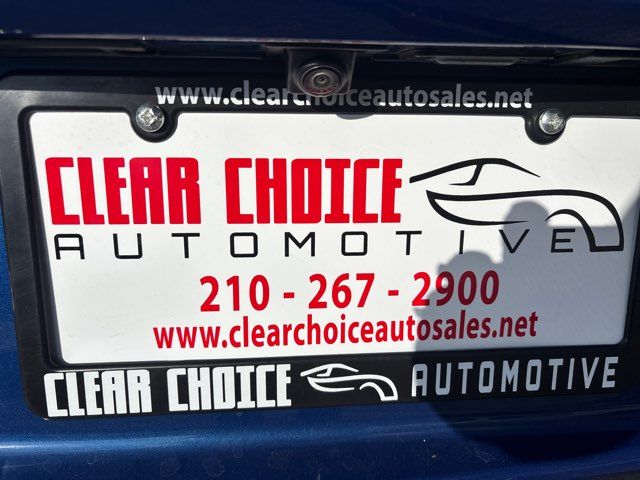 www.clearchoiceautosales.net
CLEAR CHOICE
AUTOMOTIVE
210 - 267 - 2900
www.clearchoiceautosales.net
CLEAR CHOICE AUTOMOTIVE